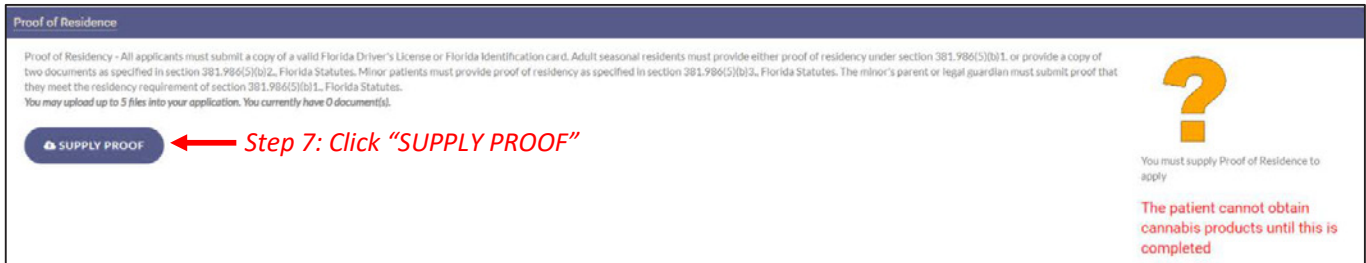 Proof of Residence
Proof of Residency - All applicants must submit a copy of a valid Florida Driver's License or Florida Identification card. Adult seasonal residents must provide either proof of residency under section 381.986(5)(b)1. or provide a copy of
two documents as specified in section 381.986(5)(b)2., Florida Statutes. Minor patients must provide proof of residency as specified in section 381.986(5)(b)3., Florida Statutes. The minor's parent or legal guardian must submit proof that
they meet the residency requirement of section 381.986(5)(b)1., Florida Statutes.
You may upload up to 5 files into your application. You currently have 0 document(s).
SUPPLY PROOF
Step 7: Click “SUPPLY PROOF”
?
You must supply Proof of Residence to
apply
The patient cannot obtain
cannabis products until this is
completed